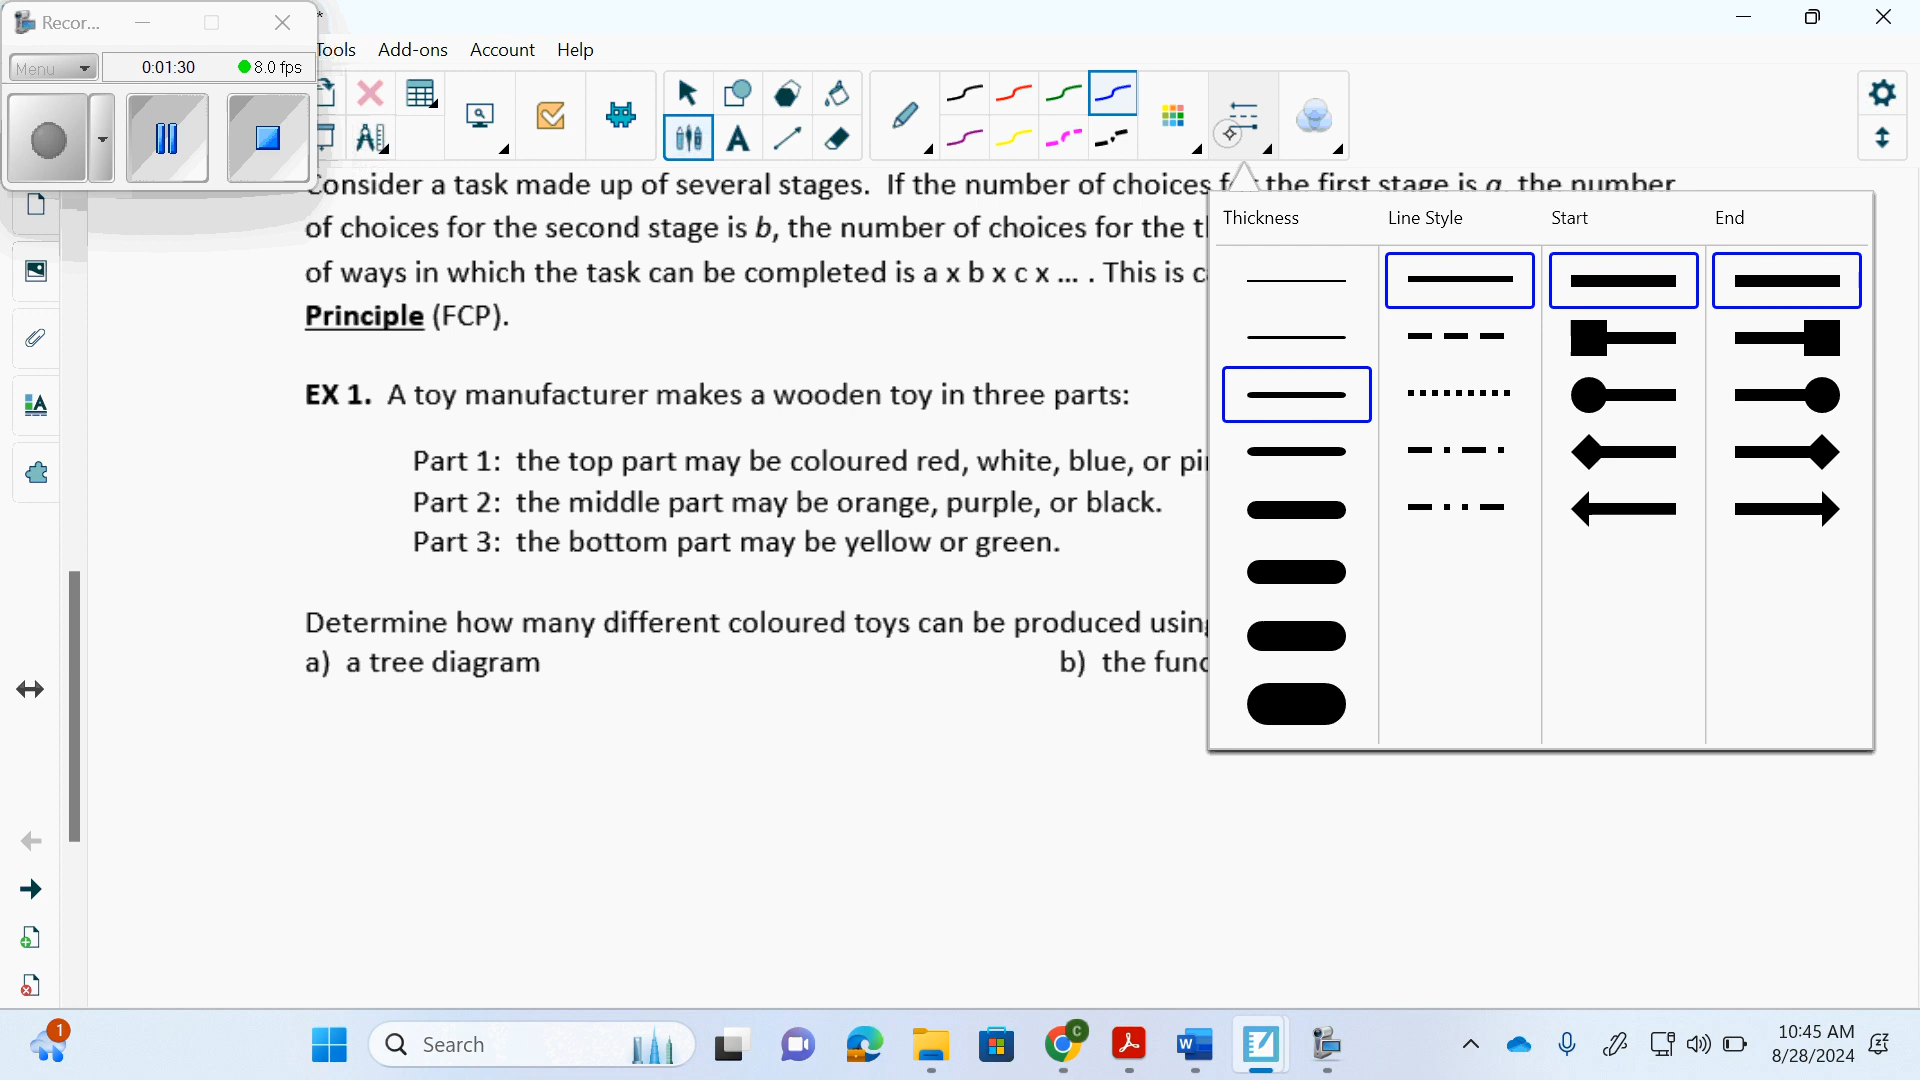 Recor...
Menu
0:01:30
8.0 fps
Tools Add-ons Account Help
Consider a task made up of several stages. If the number of choices for the first stage is a, the number
of choices for the second stage is b, the number of choices for the
of ways in which the task can be completed is a x b x c x ... . This is
Principle (FCP).
EX 1. A toy manufacturer makes a wooden toy in three parts:
Part 1: the top part may be coloured red, white, blue, or
Part 2: the middle part may be orange, purple, or black.
Part 3: the bottom part may be yellow or green.
Determine how many different coloured toys can be produced using
a) a tree diagram
b) the
Thickness Line Style Start End
1
Search
C
W
10:45 AM
8/28/2024